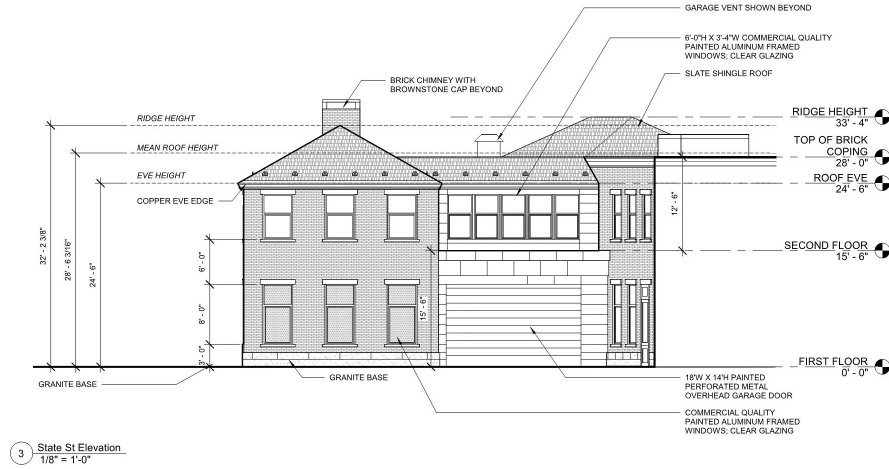 GARAGE VENT SHOWN BEYOND
6'-0"H X 3'-4"W COMMERCIAL QUALITY
PAINTED ALUMINUM FRAMED
WINDOWS; CLEAR GLAZING
SLATE SHINGLE ROOF
BRICK CHIMNEY WITH
BROWNSTONE CAP BEYOND
RIDGE HEIGHT
MEAN ROOF HEIGHT
EVE HEIGHT
COPPER EVE EDGE
RIDGE HEIGHT
33' - 4"
TOP OF BRICK
COPING
28' - 0"
ROOF EVE
24' - 6"
SECOND FLOOR
15' - 6"
FIRST FLOOR
0' - 0"
32' - 2 3/8"
28' - 6 3/16"
24' - 6"
6' - 0"
8' - 0"
3' - 0"
15' - 6"
12' - 6"
GRANITE BASE
GRANITE BASE
18'W X 14'H PAINTED
PERFORATED METAL
OVERHEAD GARAGE DOOR
COMMERCIAL QUALITY
PAINTED ALUMINUM FRAMED
WINDOWS; CLEAR GLAZING
3
State St Elevation
1/8" = 1'-0"